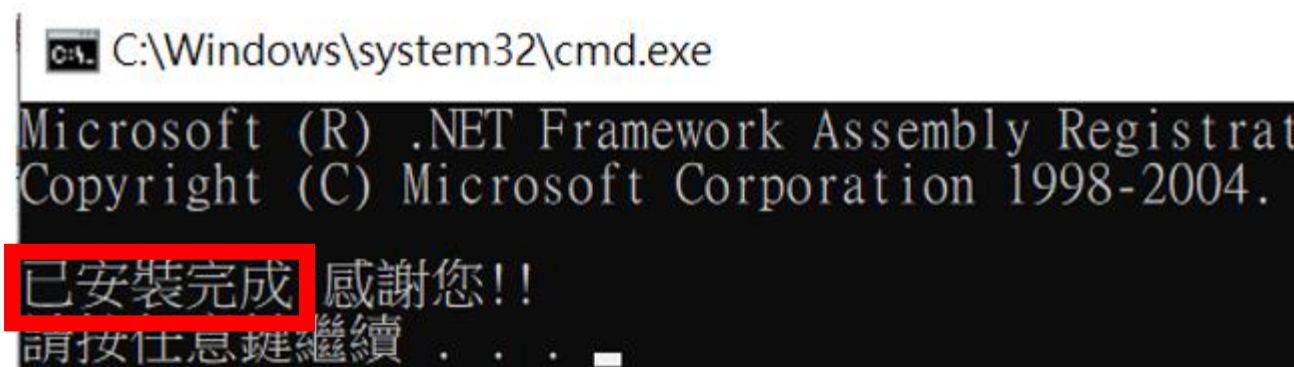 C:\Windows\system32\cmd.exe
Microsoft (R) .NET Framework Assembly Registrat
Copyright (C) Microsoft Corporation 1998-2004.
已安裝完成 感謝您!!
請按任意鍵繼續 . . .